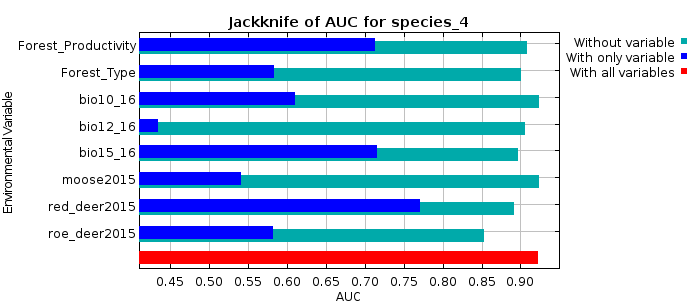 Jackknife of AUC for species_4
Environmental Variable
Forest_Productivity
Forest_Type
bio10_16
bio12_16
bio15_16
moose2015
red_deer2015
roe_deer2015
Without variable
With only variable
With all variables
0.45 0.50 0.55 0.60 0.65 0.70 0.75 0.80 0.85 0.90
AUC